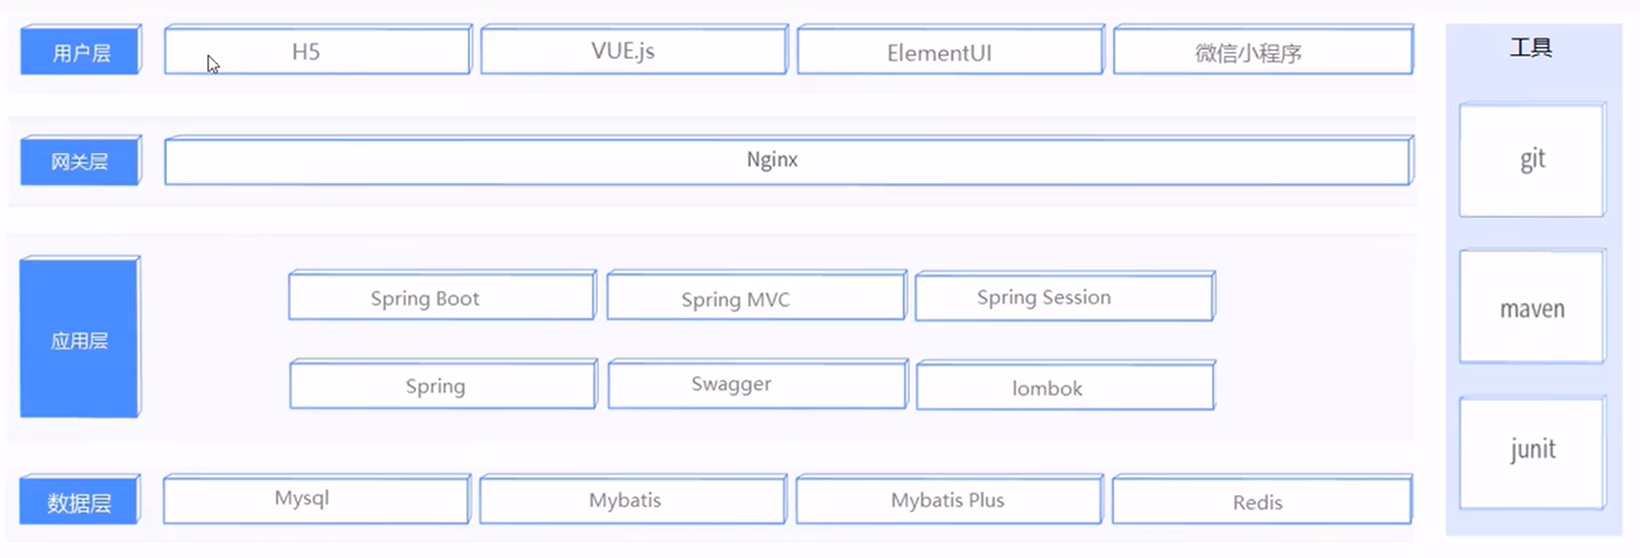 用户层
H5
VUE.js
ElementUI
微信小程序
网关层
Nginx
应用层
Spring Boot
Spring MVC
Spring Session
Spring
Swagger
lombok
数据层
Mysql
Mybatis
Mybatis Plus
Redis
工具
git
maven
junit